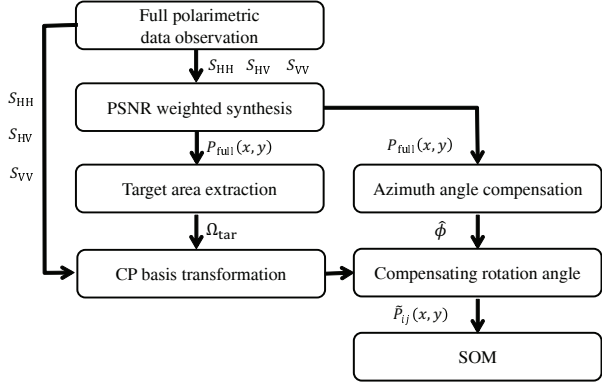 Full polarimetric
data observation
S_HH S_HV S_VV
S_HH
S_HV
S_VV
PSNR weighted synthesis
P_full(x, y)
P_full(x, y)
Target area extraction
Azimuth angle compensation
Ω_tar
ϕ̂
CP basis transformation
Compensating rotation angle
P̃_ij(x, y)
SOM